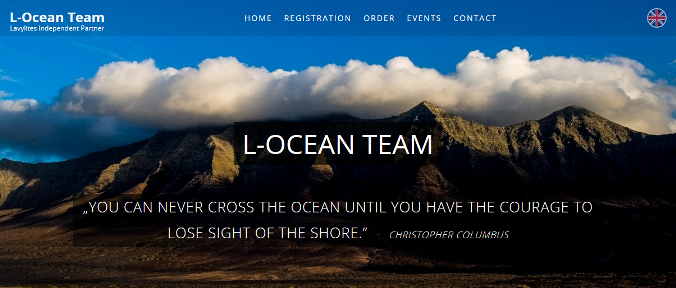 L-Ocean Team
Lavylites Independent Partner
HOME REGISTRATION ORDER EVENTS CONTACT
L-OCEAN TEAM
„YOU CAN NEVER CROSS THE OCEAN UNTIL YOU HAVE THE COURAGE TO
LOSE SIGHT OF THE SHORE.” CHRISTOPHER COLUMBUS